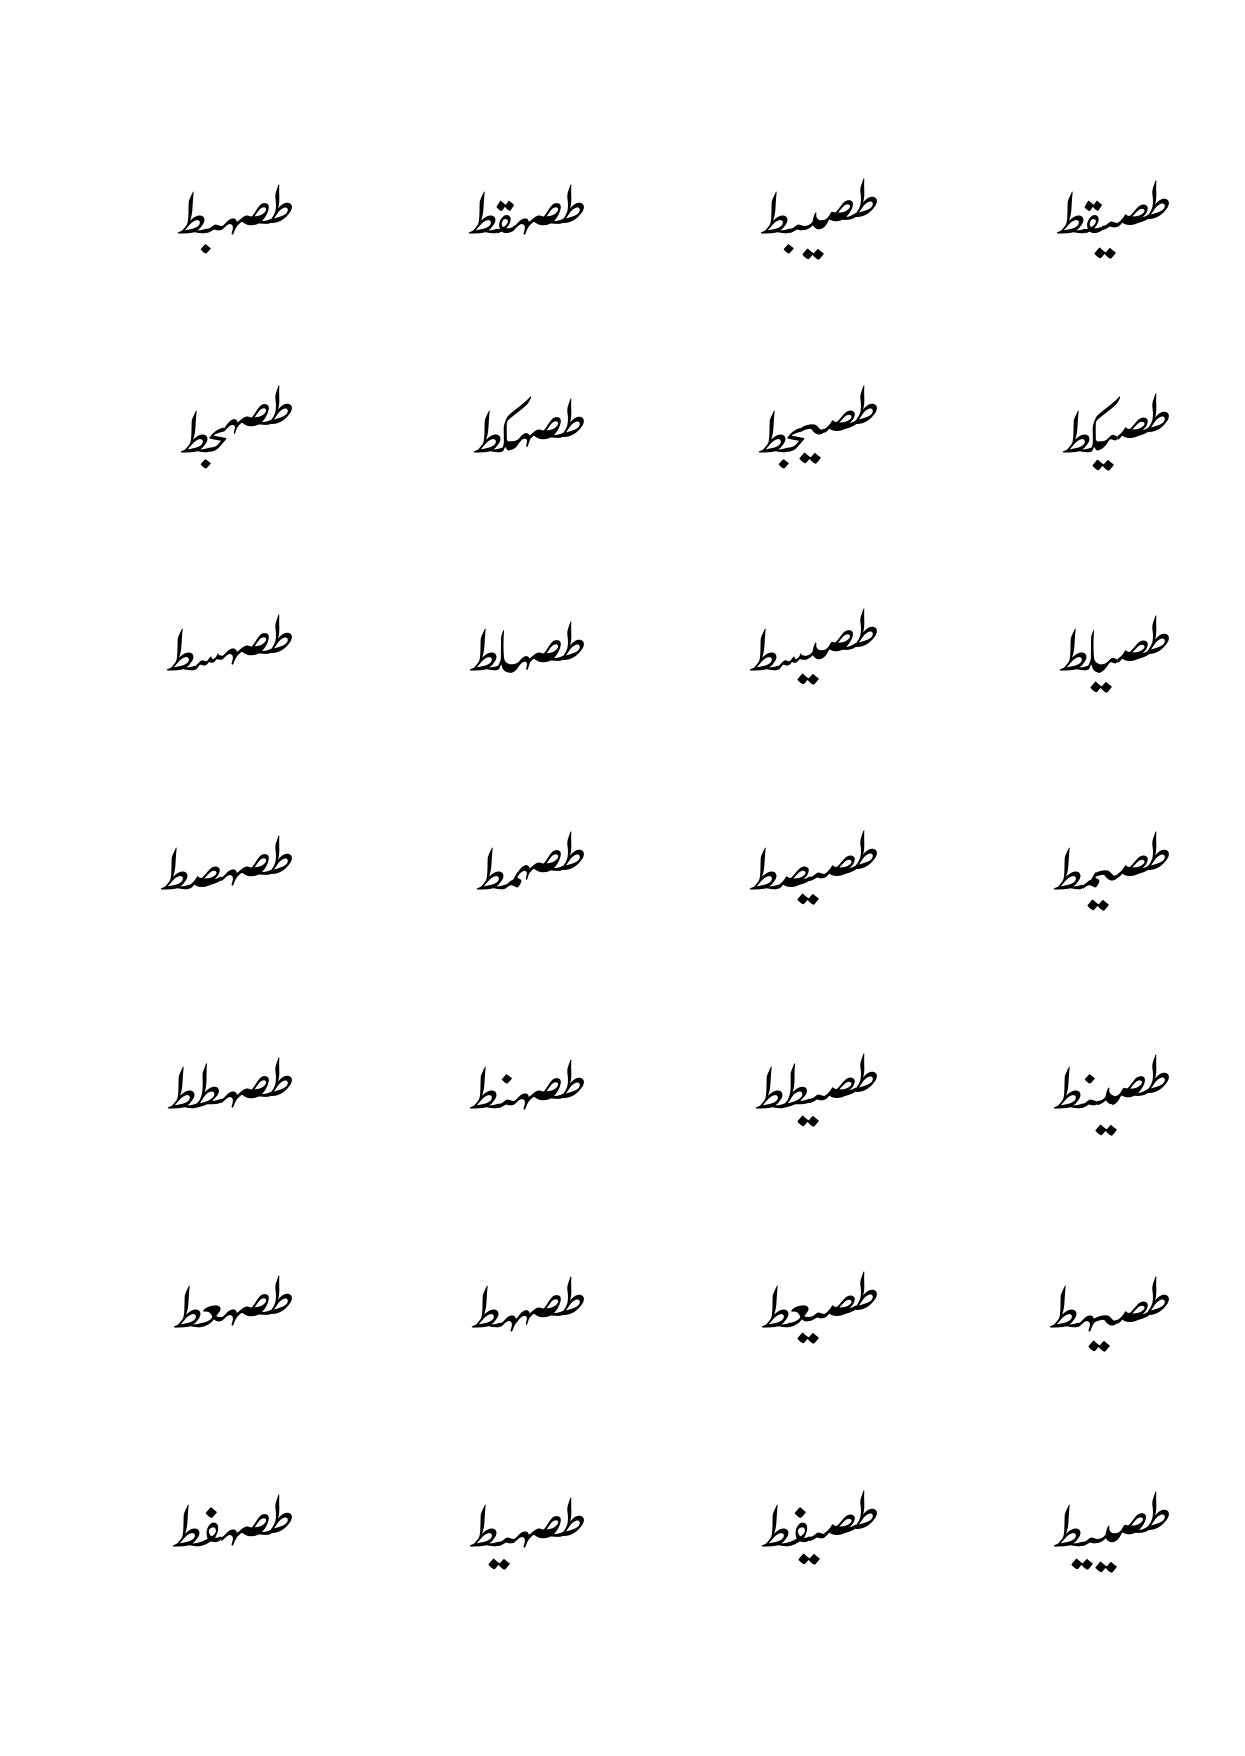 طصيقط طصيبط طصهقط طصهبط
طصيكط طصيجط طصهكط طصهجط
طصيلط طصيسط طصهلط طصهسط
طصيمط طصيصط طصهمط طصهصط
طصينط طصيطط طصهنط طصهطط
طصيهط طصيعط طصههط طصهعط
طصييط طصيفط طصهيط طصهفط